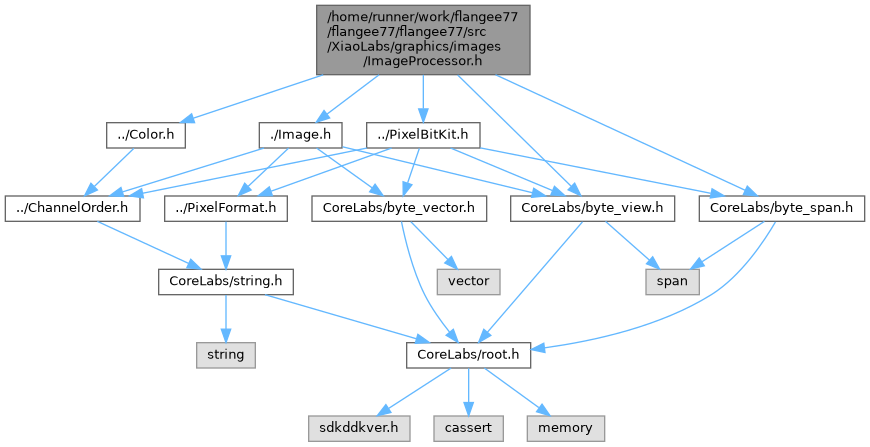 /home/runner/work/flangee77
/flangee77/flangee77/src
/XiaoLabs/graphics/images
/ImageProcessor.h
../Color.h
./Image.h
../PixelBitKit.h
../ChannelOrder.h
../PixelFormat.h
CoreLabs/byte_vector.h
CoreLabs/byte_view.h
CoreLabs/byte_span.h
CoreLabs/string.h
vector
span
string
CoreLabs/root.h
sdkddkver.h
cassert
memory